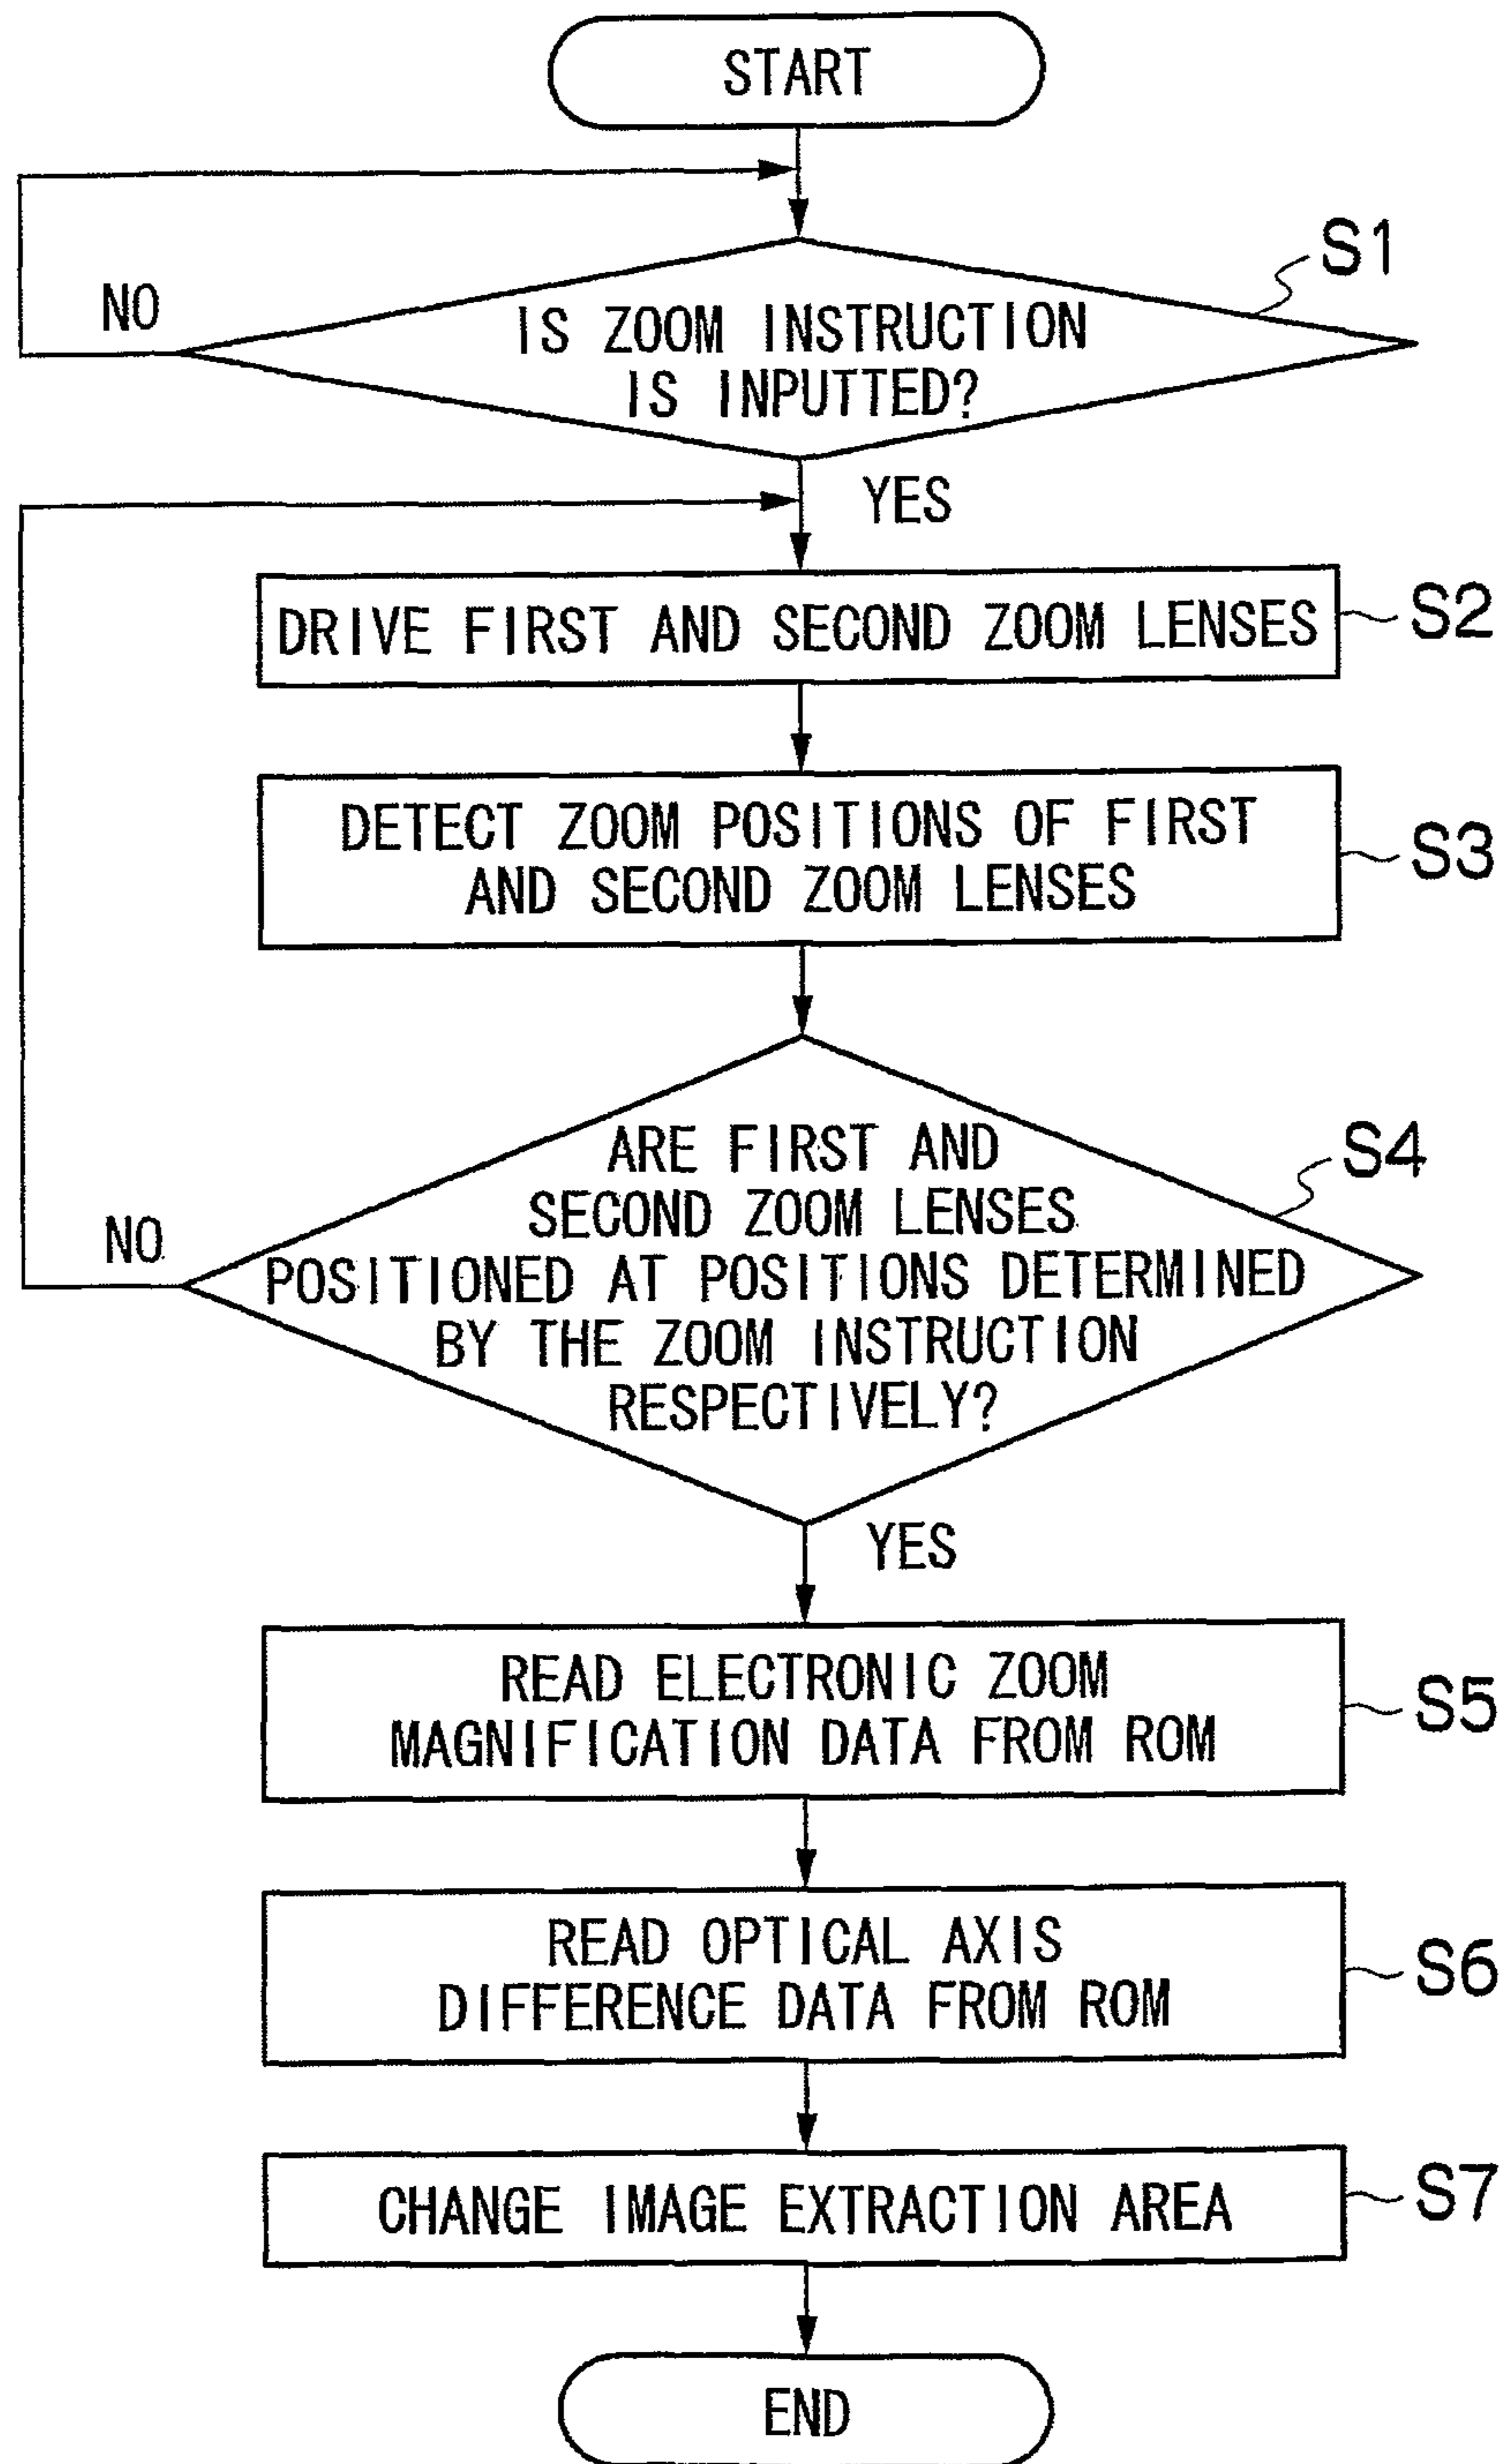 START
S1
NO
IS ZOOM INSTRUCTION
IS INPUTTED?
YES
DRIVE FIRST AND SECOND ZOOM LENSES
S2
DETECT ZOOM POSITIONS OF FIRST
AND SECOND ZOOM LENSES
S3
ARE FIRST AND
SECOND ZOOM LENSES
POSITIONED AT POSITIONS DETERMINED
BY THE ZOOM INSTRUCTION
RESPECTIVELY?
S4
NO
YES
READ ELECTRONIC ZOOM
MAGNIFICATION DATA FROM ROM
S5
READ OPTICAL AXIS
DIFFERENCE DATA FROM ROM
S6
CHANGE IMAGE EXTRACTION AREA
S7
END